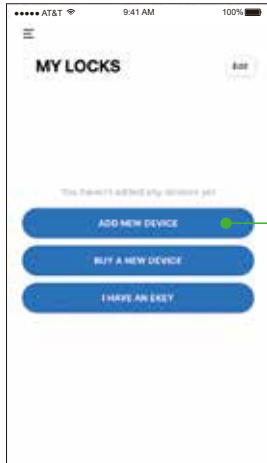 AT&T 9:41 AM 100%
MY LOCKS
Edit
You haven't added any devices yet
ADD NEW DEVICE
BUY A NEW DEVICE
I HAVE AN EKEY